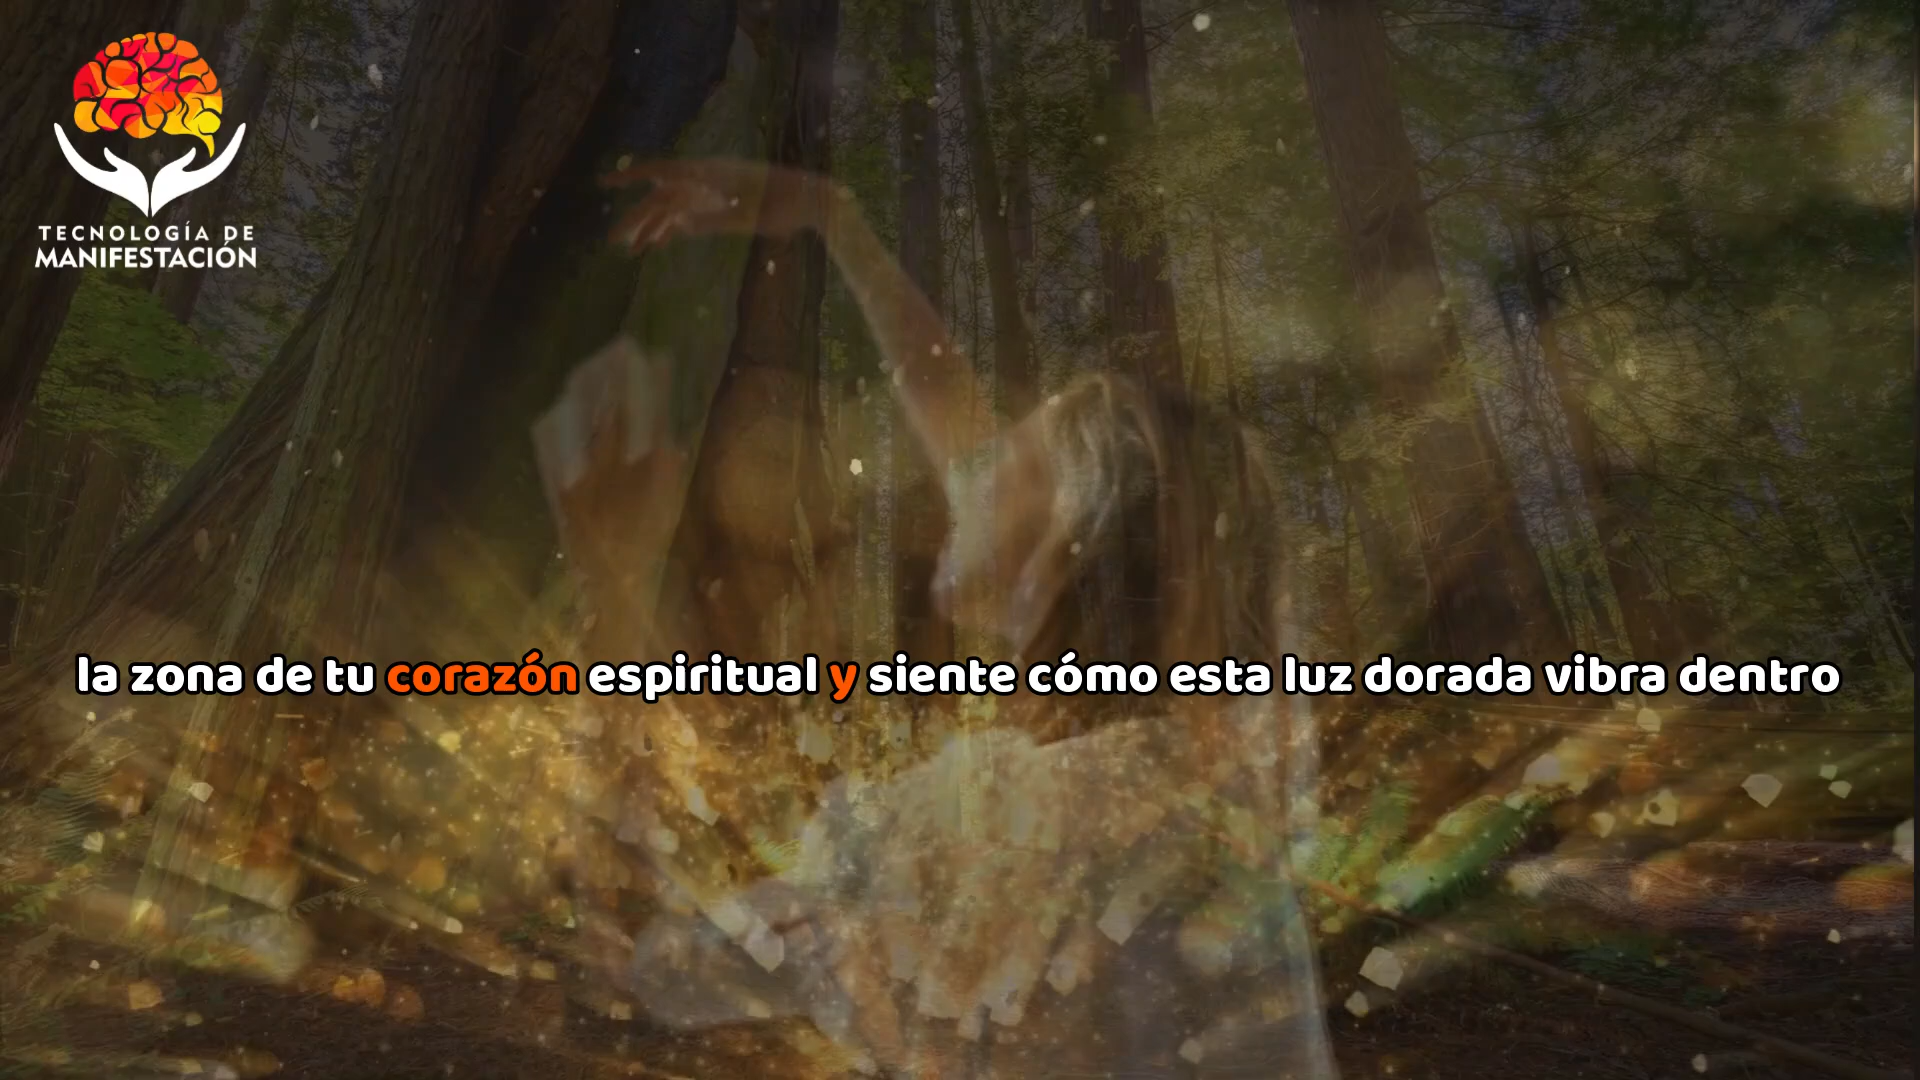 TECNOLOGÍA DE
MANIFESTACIÓN
la zona de tu corazón espiritual y siente cómo esta luz dorada vibra dentro